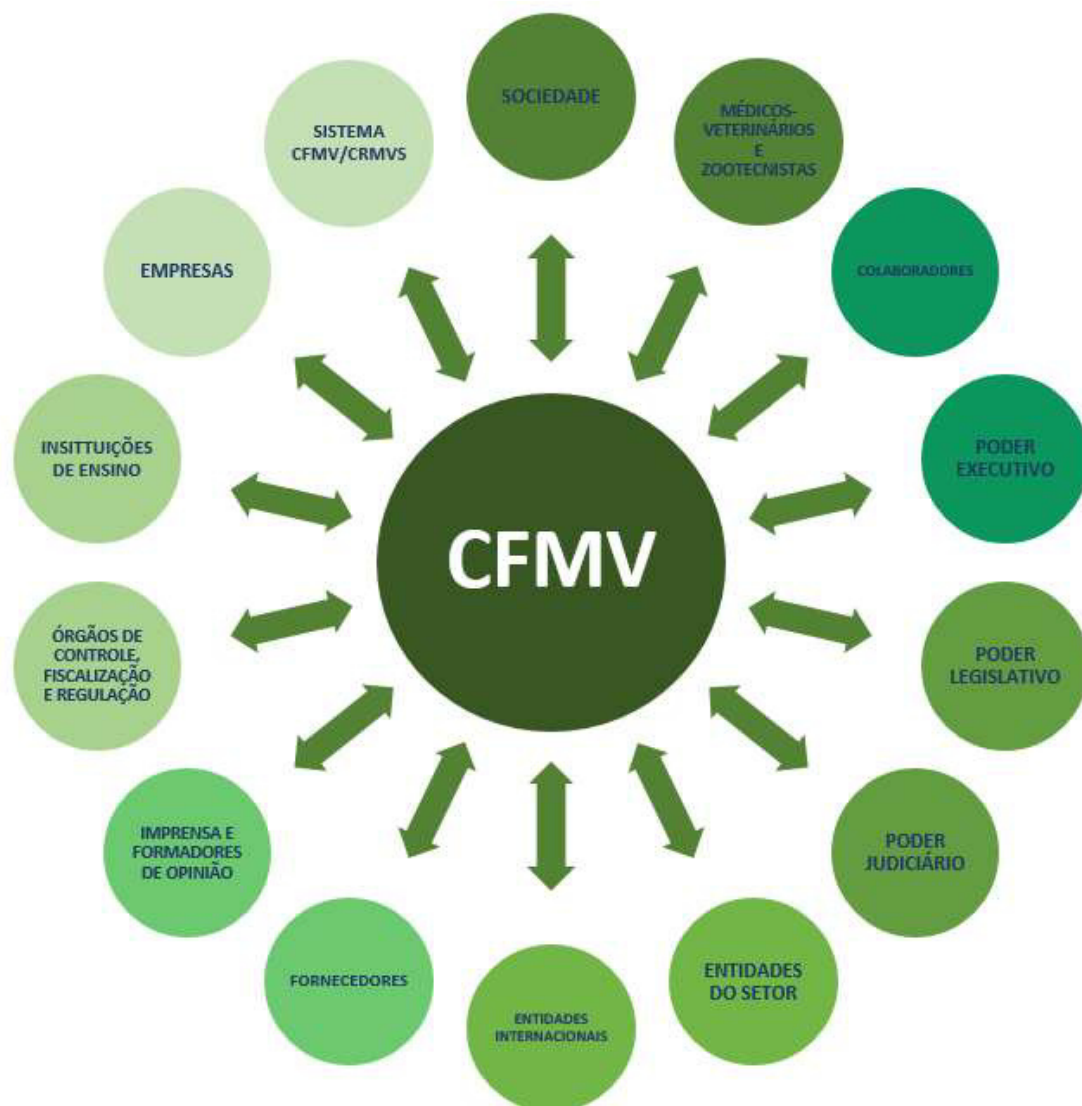 SOCIEDADE
MÉDICOS-
VETERINÁRIOS
E
ZOOTECNISTAS
COLABORADORES
PODER
EXECUTIVO
PODER
LEGISLATIVO
PODER
JUDICIÁRIO
ENTIDADES
DO SETOR
ENTIDADES
INTERNACIONAIS
FORNECEDORES
IMPRENSA E
FORMADORES
DE OPINIÃO
ÓRGÃOS DE
CONTROLE,
FISCALIZAÇÃO
E REGULAÇÃO
INSITTUIÇÕES
DE ENSINO
EMPRESAS
SISTEMA
CFMV/CRMVS
CFMV